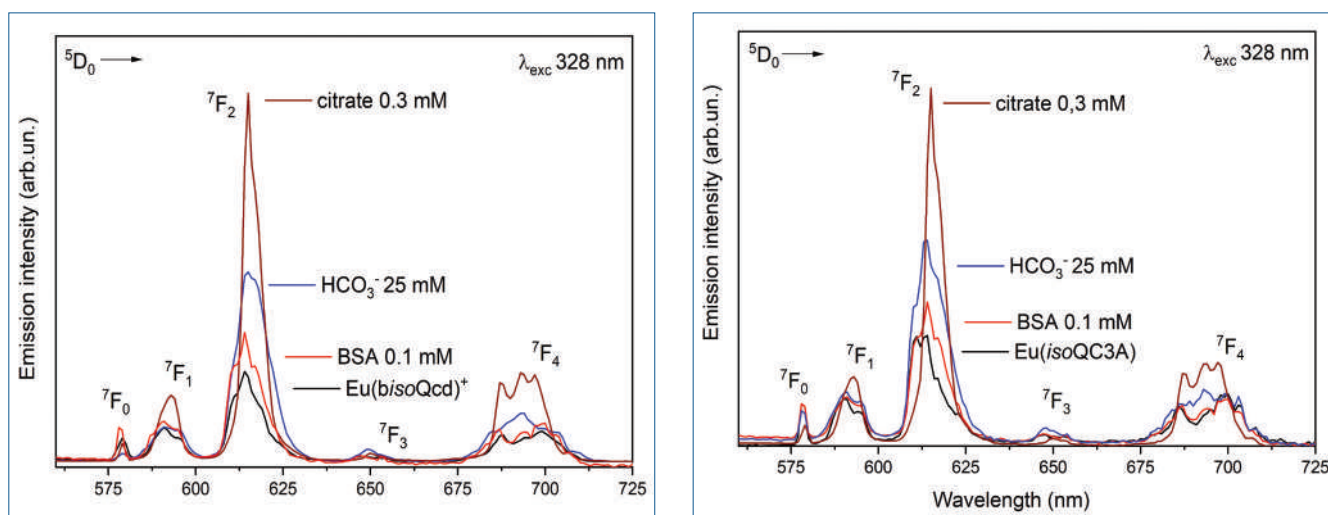 ⁵D₀
λexc 328 nm
⁷F₂
citrate 0.3 mM
HCO₃⁻ 25 mM
BSA 0.1 mM
Eu(bisoQcd)⁺
⁷F₀
⁷F₁
⁷F₃
⁷F₄
Emission intensity (arb.un.)
575 600 625 650 675 700 725
⁵D₀
λexc 328 nm
⁷F₂
citrate 0,3 mM
HCO₃⁻ 25 mM
BSA 0.1 mM
Eu(isoQC3A)
⁷F₀
⁷F₁
⁷F₃
⁷F₄
Emission intensity (arb.un.)
575 600 625 650 675 700 725
Wavelength (nm)